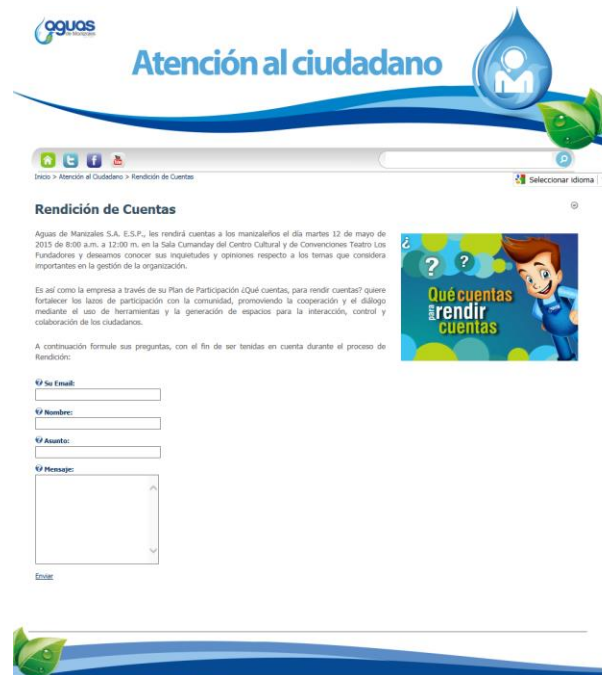 aguas
de Manizales
Atención al ciudadano
Inicio > Atención al Ciudadano > Rendición de Cuentas
Seleccionar idioma
Rendición de Cuentas
Aguas de Manizales S.A. E.S.P., les rendirá cuentas a los manizaleños el día martes 12 de mayo de
2015 de 8:00 a.m. a 12:00 m. en la Sala Cumanday del Centro Cultural y de Convenciones Teatro Los
Fundadores y deseamos conocer sus inquietudes y opiniones respecto a los temas que considera
importantes en la gestión de la organización.
Es así como la empresa a través de su Plan de Participación ¿Qué cuentas, para rendir cuentas? quiere
fortalecer los lazos de participación con la comunidad, promoviendo la cooperación y el diálogo
mediante el uso de herramientas y la generación de espacios para la interacción, control y
colaboración de los ciudadanos.
A continuación formule sus preguntas, con el fin de ser tenidas en cuenta durante el proceso de
Rendición:
¿
? ?
Qué cuentas
para rendir
cuentas
Su Email:
Nombre:
Asunto:
Mensaje:
Enviar